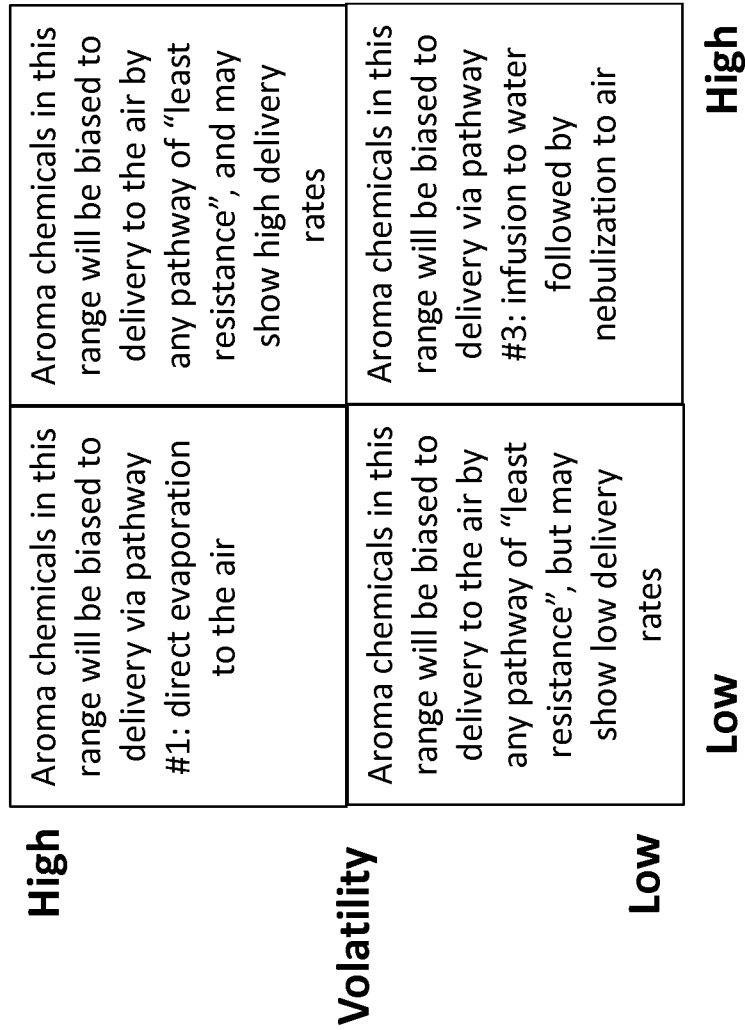 High
Aroma chemicals in this
range will be biased to
delivery via pathway
#1: direct evaporation
to the air
Aroma chemicals in this
range will be biased to
delivery to the air by
any pathway of “least
resistance”, and may
show high delivery
rates
Volatility
Aroma chemicals in this
range will be biased to
delivery to the air by
any pathway of “least
resistance”, but may
show low delivery
rates
Aroma chemicals in this
range will be biased to
delivery via pathway
#3: infusion to water
followed by
nebulization to air
Low
Low
High